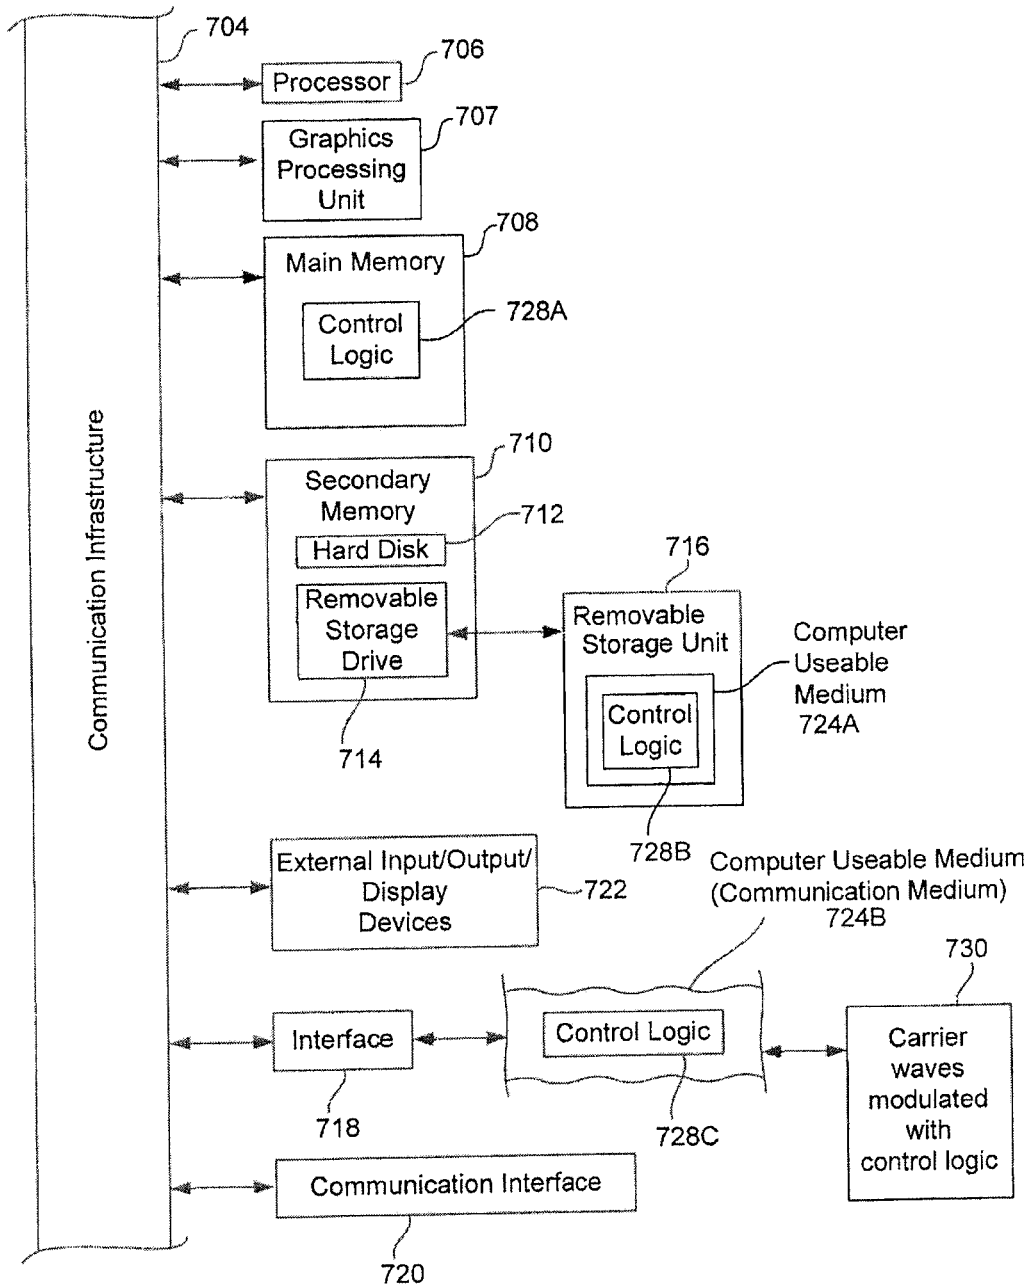 704
706
Processor
707
Graphics
Processing
Unit
708
Main Memory
728A
Control
Logic
Communication Infrastructure
710
Secondary
Memory
712
Hard Disk
Removable
Storage
Drive
714
716
Removable
Storage Unit
Control
Logic
728B
Computer
Useable
Medium
724A
External Input/Output/
Display
Devices
722
Computer Useable Medium
(Communication Medium)
724B
730
Interface
718
Control Logic
728C
Carrier
waves
modulated
with
control logic
Communication Interface
720